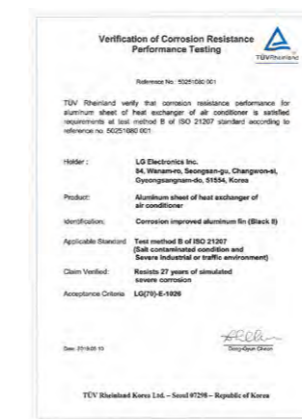 Verification of Corrosion Resistance
Performance Testing
TÜVRheinland
Reference No : 50251080 001
TÜV Rheinland verify that corrosion resistance performance for
aluminum sheet of heat exchanger of air conditioner is satisfied
requirements at test method B of ISO 21207 standard according to
reference no. 50251080 001
Holder : LG Electronics Inc.
84, Wanam-ro, Seongsan-gu, Changwon-si,
Gyeongsangnam-do, 51554, Korea
Product: Aluminum sheet of heat exchanger of
air conditioner
Identification: Corrosion improved aluminum fin (Black II)
Applicable Standard Test method B of ISO 21207
(Salt contaminated condition and
Severe industrial or traffic environment)
Claim Verified: Resists 27 years of simulated
severe corrosion
Acceptance Criteria LG(70)-E-1026
Date:
TÜV Rheinland Korea Ltd. – Seoul 07298 – Republic of Korea